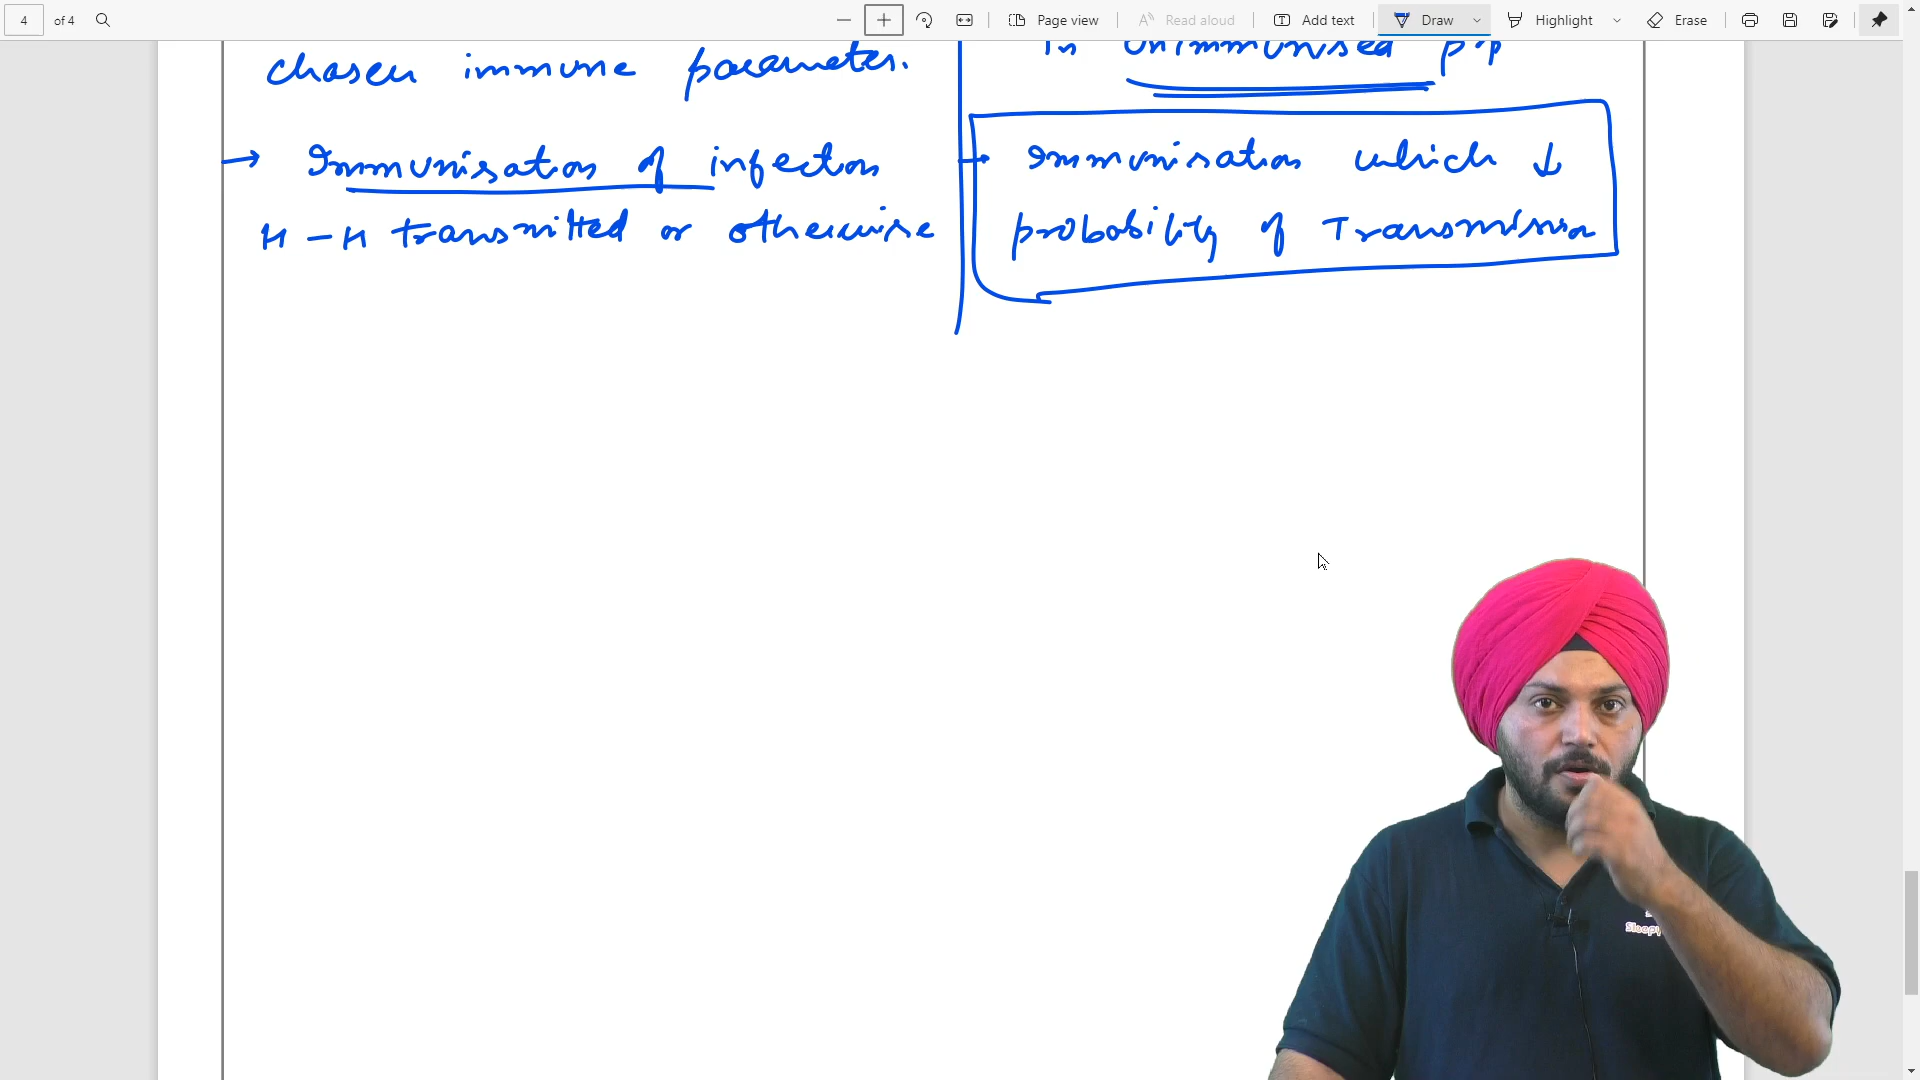 4 of 4 Page view Read aloud Add text Draw Highlight Erase
chosen immune parameter.
→ Immunisation of infection
H - H transmitted or otherwise
in unimmunised pop
→ Immunisation which ↓
probability of Transmission
Sleepy